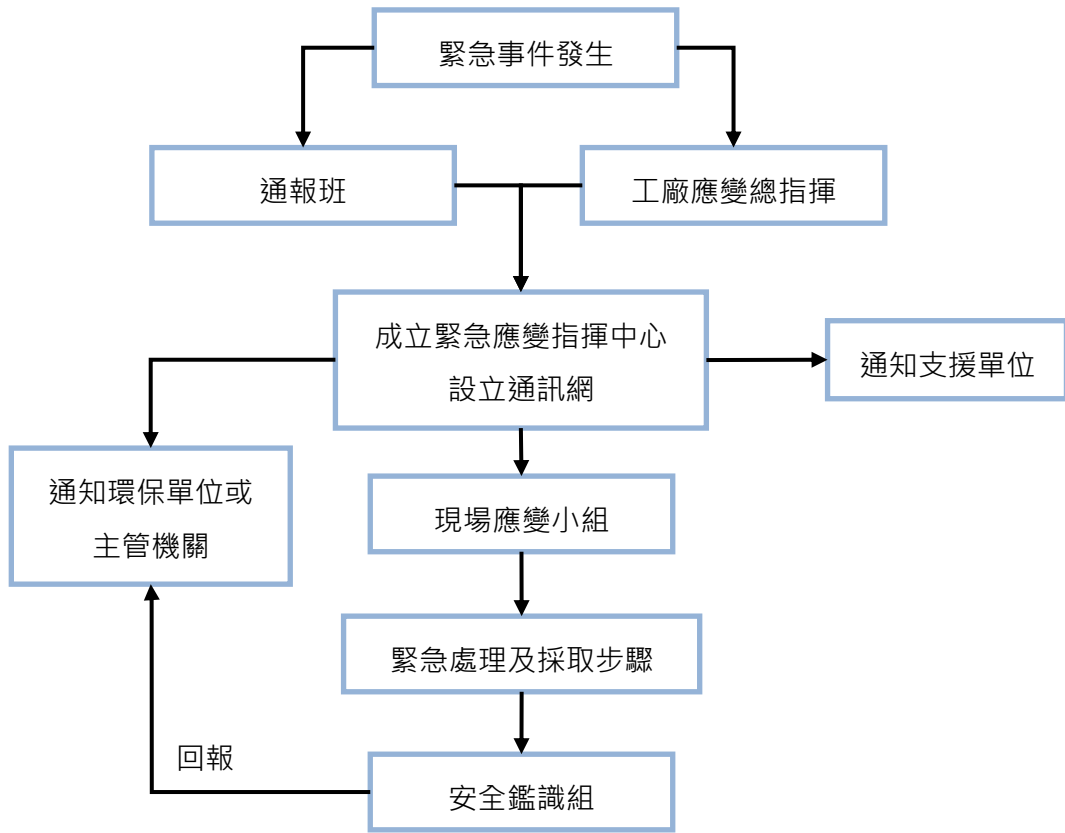 緊急事件發生
通報班
工廠應變總指揮
成立緊急應變指揮中心
設立通訊網
通知支援單位
通知環保單位或
主管機關
現場應變小組
緊急處理及採取步驟
回報
安全鑑識組